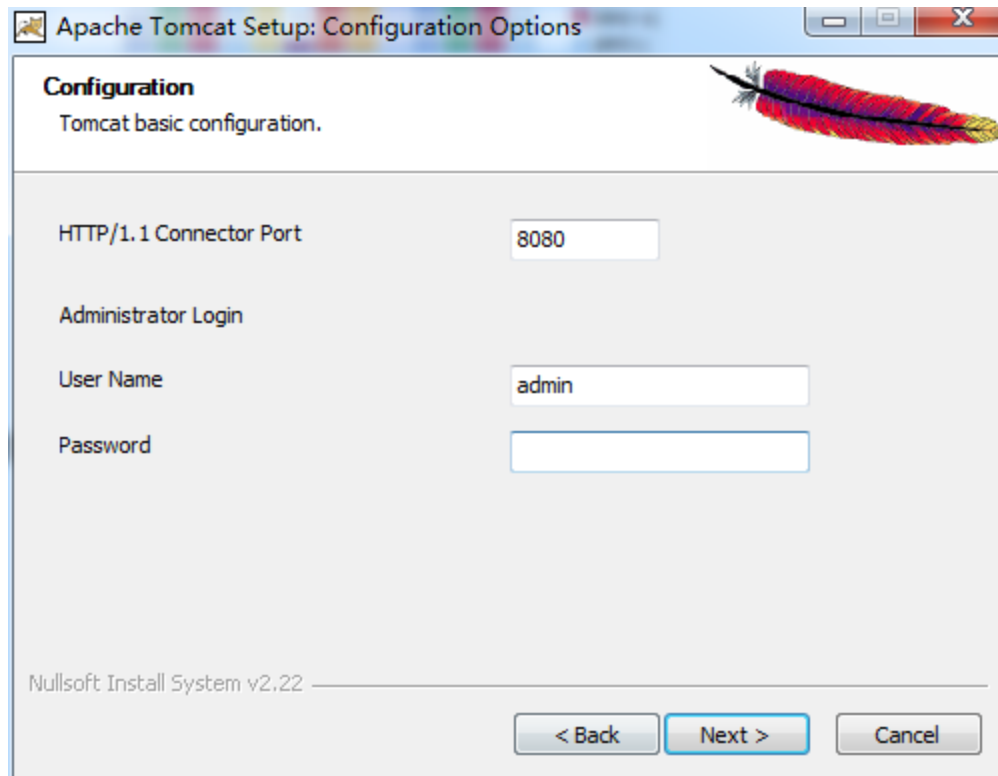 Apache Tomcat Setup: Configuration Options
Configuration
Tomcat basic configuration.
HTTP/1.1 Connector Port
8080
Administrator Login
User Name
admin
Password
Nullsoft Install System v2.22
< Back Next > Cancel